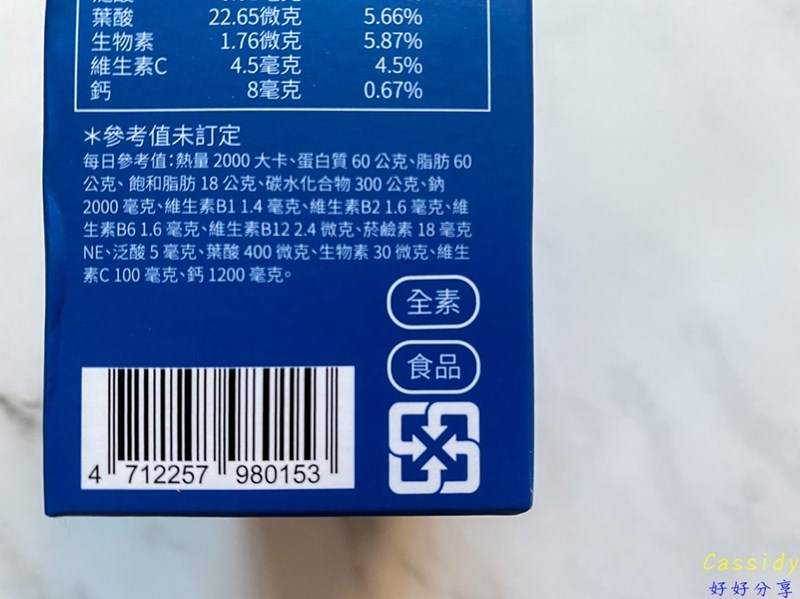 葉酸 22.65微克 5.66%
生物素 1.76微克 5.87%
維生素C 4.5毫克 4.5%
鈣 8毫克 0.67%
＊參考值未訂定
每日參考值：熱量 2000 大卡、蛋白質 60 公克、脂肪 60
公克、飽和脂肪 18 公克、碳水化合物 300 公克、鈉
2000 毫克、維生素B1 1.4 毫克、維生素B2 1.6 毫克、維
生素B6 1.6 毫克、維生素B12 2.4 微克、菸鹼素 18 毫克
NE、泛酸 5 毫克、葉酸 400 微克、生物素 30 微克、維生
素C 100 毫克、鈣 1200 毫克。
全素
食品
4 712257 980153
Cassidy
好好分享